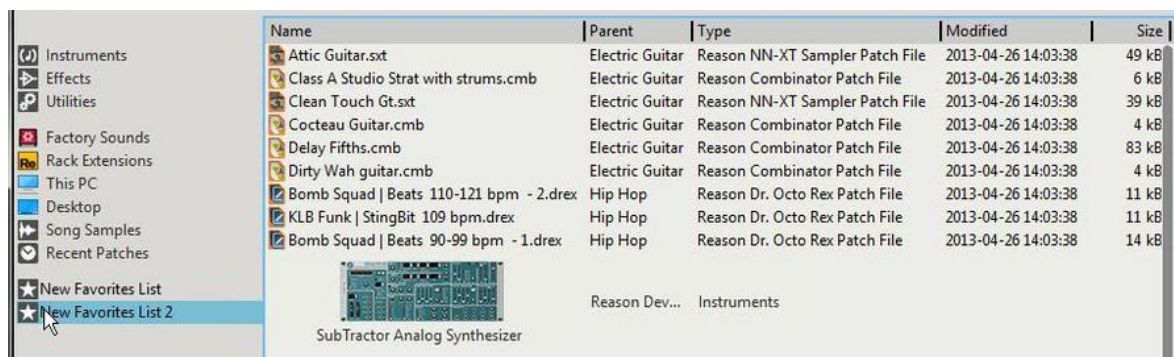 Name Parent Type Modified Size
Instruments
Effects
Utilities
Factory Sounds
Re Rack Extensions
This PC
Desktop
Song Samples
Recent Patches
New Favorites List
New Favorites List 2
Attic Guitar.sxt Electric Guitar Reason NN-XT Sampler Patch File 2013-04-26 14:03:38 49 kB
Class A Studio Strat with strums.cmb Electric Guitar Reason Combinator Patch File 2013-04-26 14:03:38 6 kB
Clean Touch Gt.sxt Electric Guitar Reason NN-XT Sampler Patch File 2013-04-26 14:03:38 39 kB
Cocteau Guitar.cmb Electric Guitar Reason Combinator Patch File 2013-04-26 14:03:38 4 kB
Delay Fifths.cmb Electric Guitar Reason Combinator Patch File 2013-04-26 14:03:38 83 kB
Dirty Wah guitar.cmb Electric Guitar Reason Combinator Patch File 2013-04-26 14:03:38 4 kB
Bomb Squad | Beats 110-121 bpm - 2.drex Hip Hop Reason Dr. Octo Rex Patch File 2013-04-26 14:03:38 11 kB
KLB Funk | StingBit 109 bpm.drex Hip Hop Reason Dr. Octo Rex Patch File 2013-04-26 14:03:38 11 kB
Bomb Squad | Beats 90-99 bpm - 1.drex Hip Hop Reason Dr. Octo Rex Patch File 2013-04-26 14:03:38 14 kB
Reason Dev... Instruments
SubTractor Analog Synthesizer